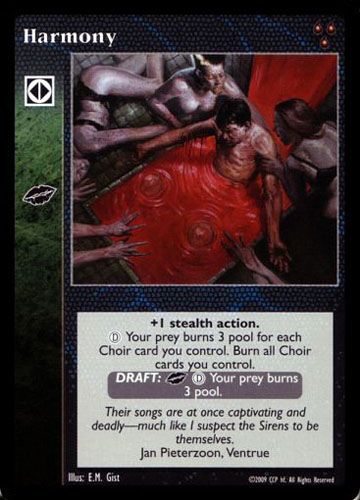 Harmony
+1 stealth action.
D Your prey burns 3 pool for each
Choir card you control. Burn all Choir
cards you control.
DRAFT: D Your prey burns
3 pool.
Their songs are at once captivating and
deadly—much like I suspect the Sirens to be
themselves.
Jan Pieterzoon, Ventrue
Illus: E.M. Gist
©2009 CCP hf. All Rights Reserved